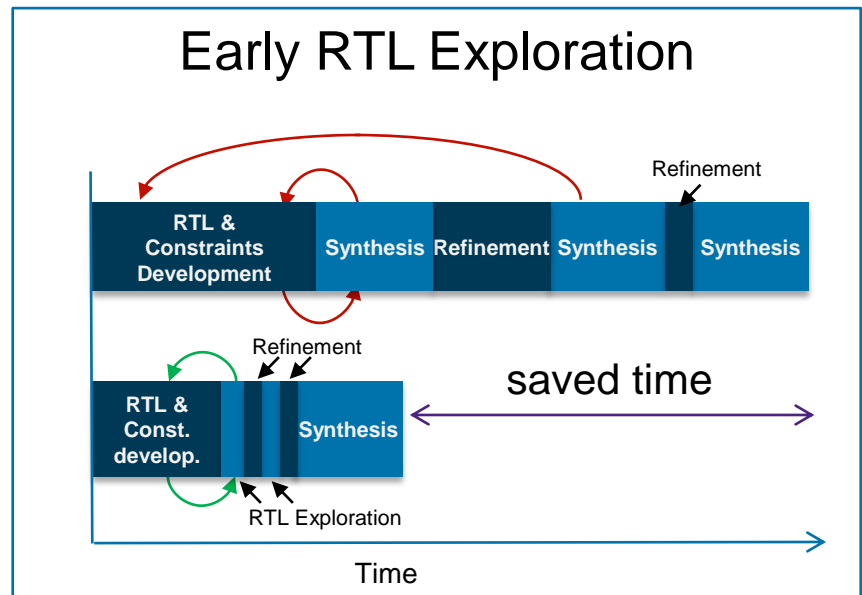 Early RTL Exploration
Refinement
RTL &
Constraints
Development
Synthesis
Refinement
Synthesis
Synthesis
Refinement
saved time
RTL &
Const.
develop.
Synthesis
RTL Exploration
Time